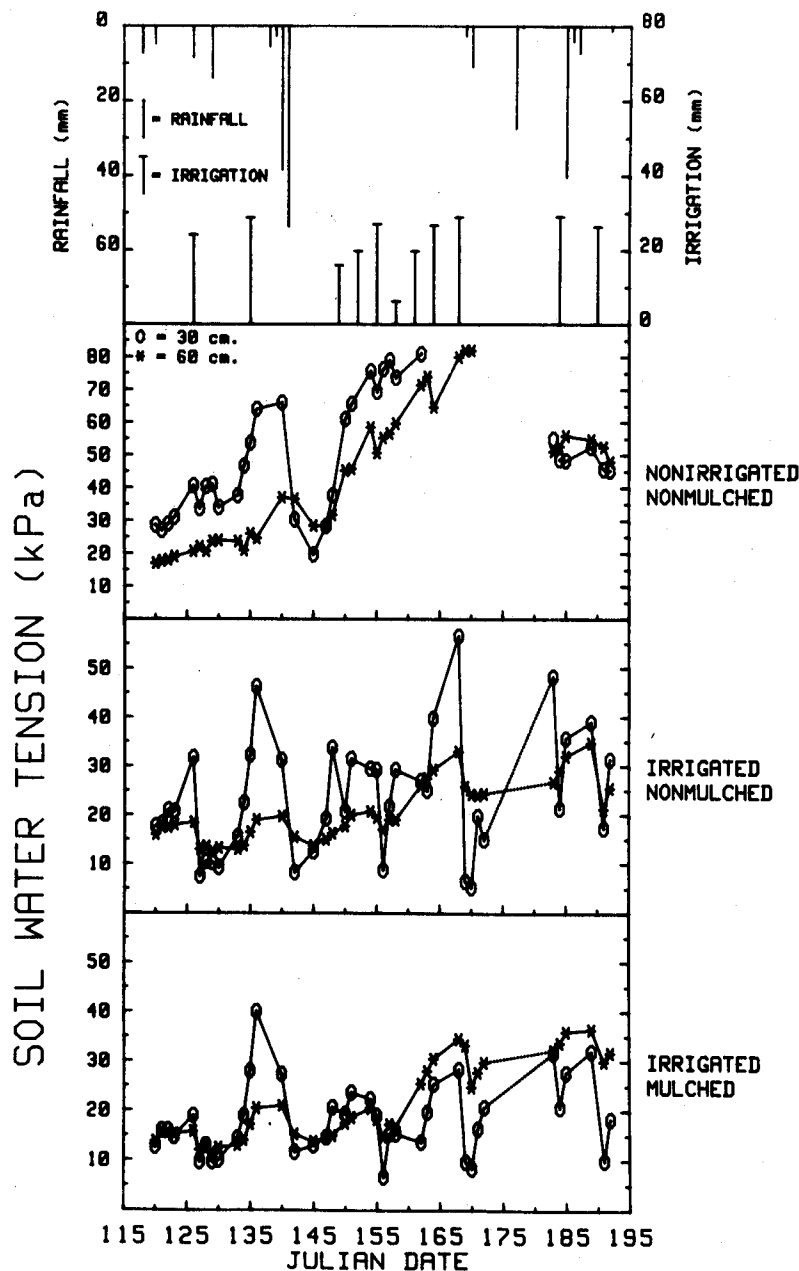 0
20
40
60
RAINFALL (mm)
= RAINFALL
= IRRIGATION
80
60
40
20
0
IRRIGATION (mm)
O = 30 cm.
* = 60 cm.
80
70
60
50
40
30
20
10
NONIRRIGATED
NONMULCHED
SOIL WATER TENSION (kPa)
50
40
30
20
10
IRRIGATED
NONMULCHED
50
40
30
20
10
IRRIGATED
MULCHED
115 125 135 145 155 165 175 185 195
JULIAN DATE